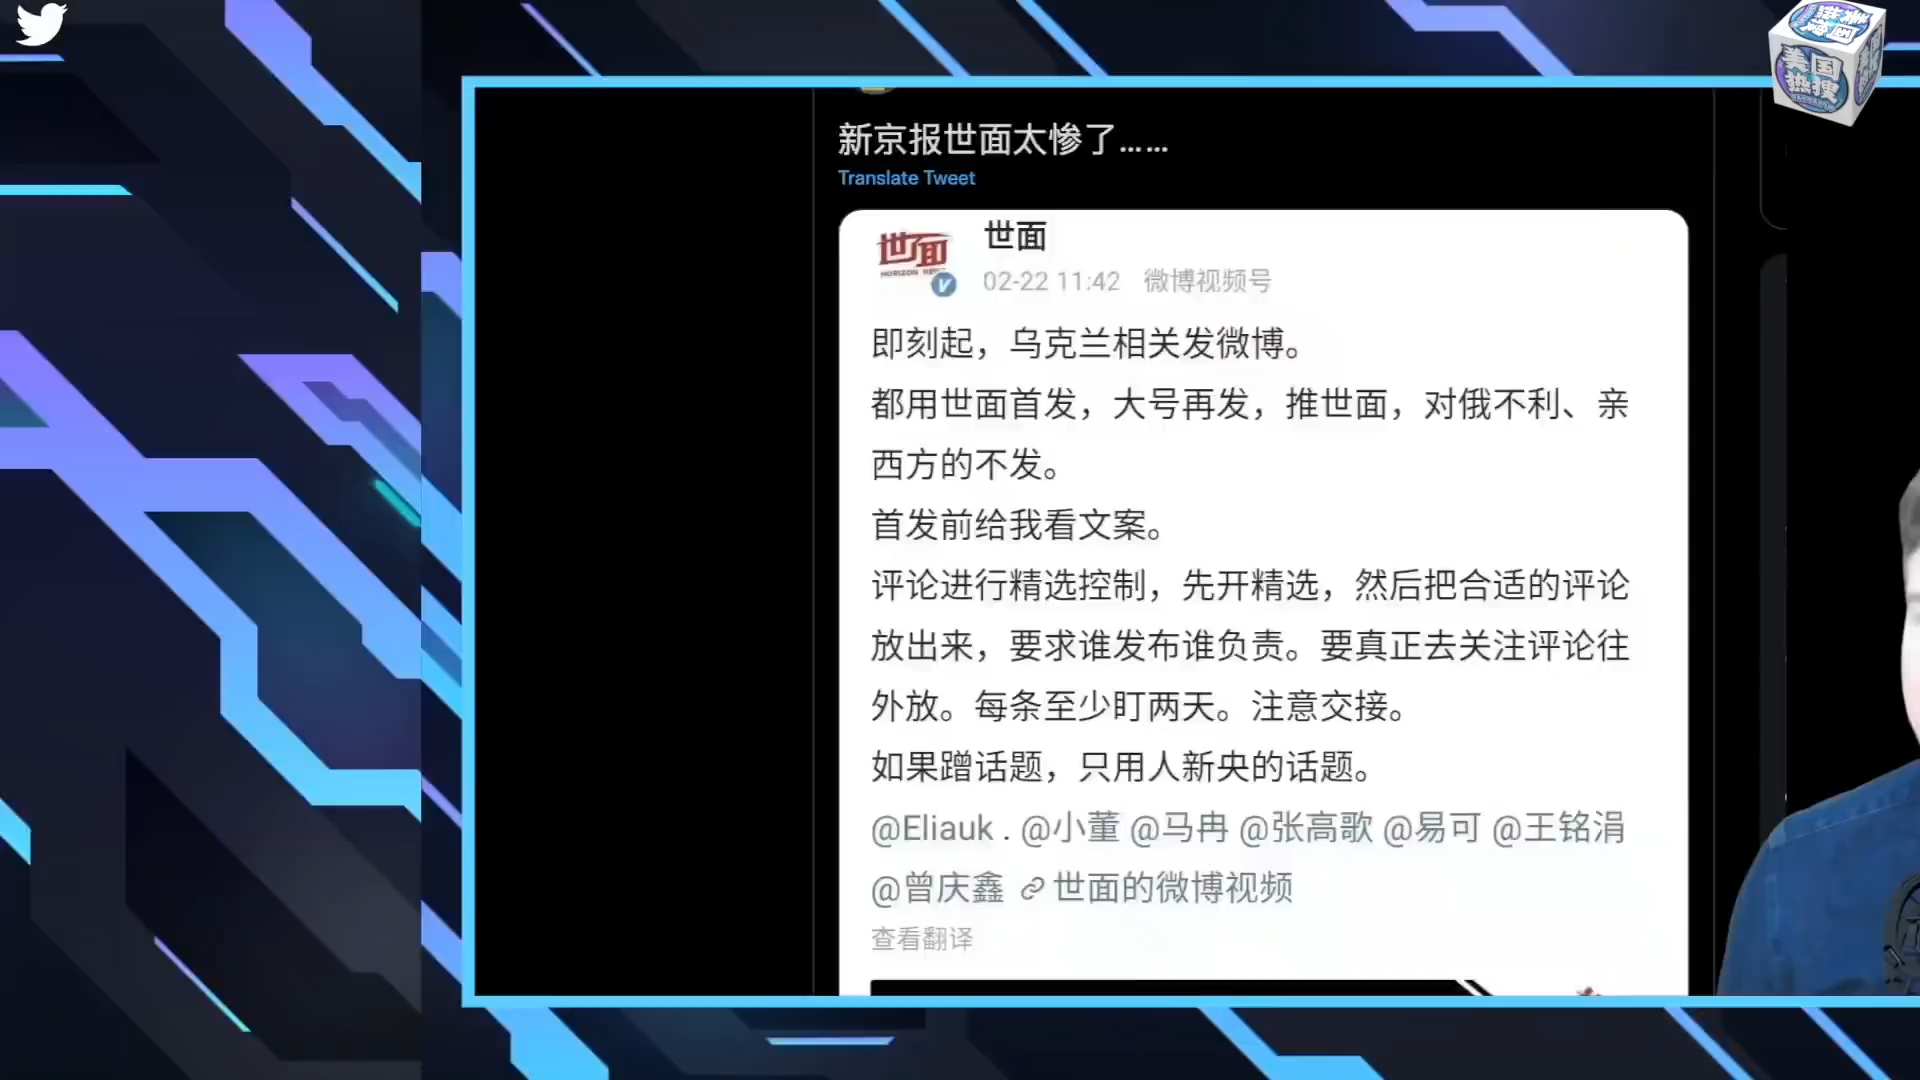 美国
热搜
新京报世面太惨了……
Translate Tweet
世面
世面
02-22 11:42 微博视频号
即刻起，乌克兰相关发微博。
都用世面首发，大号再发，推世面，对俄不利、亲
西方的不发。
首发前给我看文案。
评论进行精选控制，先开精选，然后把合适的评论
放出来，要求谁发布谁负责。要真正去关注评论往
外放。每条至少盯两天。注意交接。
如果蹭话题，只用人新央的话题。
@Eliauk . @小董 @马冉 @张高歌 @易可 @王铭涓
@曾庆鑫 世面的微博视频
查看翻译